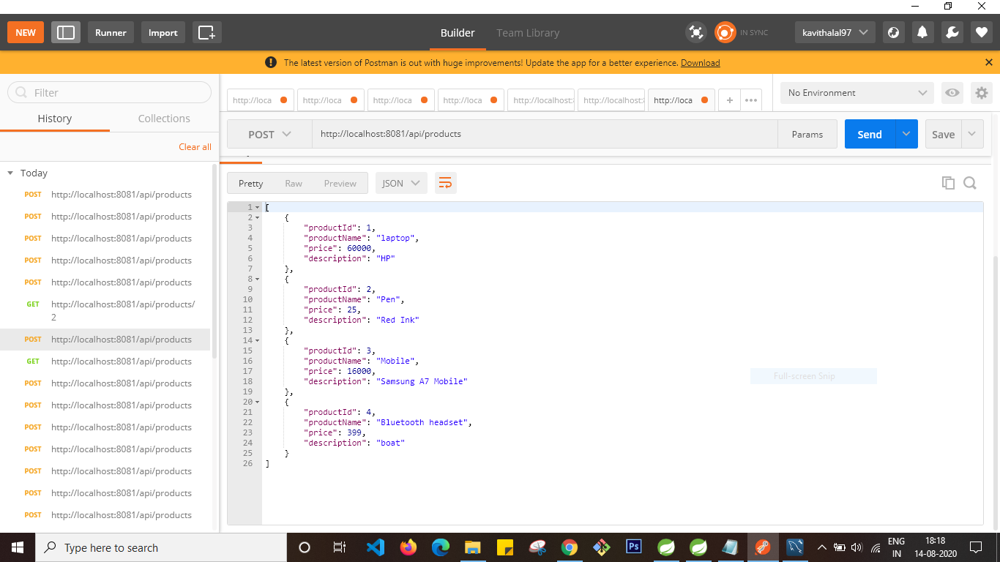 NEW Runner Import Builder Team Library IN SYNC kavithalal97
The latest version of Postman is out with huge improvements! Update the app for a better experience. Download
Filter
History Collections
Clear all
Today
POST http://localhost:8081/api/products
POST http://localhost:8081/api/products
POST http://localhost:8081/api/products
POST http://localhost:8081/api/products
POST http://localhost:8081/api/products
GET http://localhost:8081/api/products/
2
POST http://localhost:8081/api/products
GET http://localhost:8081/api/products
POST http://localhost:8081/api/products
POST http://localhost:8081/api/products
POST http://localhost:8081/api/products
POST http://localhost:8081/api/products
POST http://localhost:8081/api/products
POST http://localhost:8081/api/products
POST http://localhost:8081/api/products
http://loca http://loca http://loca http://loca http://localhost: http://localhost: http://loca + ••• No Environment
POST http://localhost:8081/api/products Params Send Save
Pretty Raw Preview JSON
1 [
2 {
3 "productId": 1,
4 "productName": "laptop",
5 "price": 60000,
6 "description": "HP"
7 },
8 {
9 "productId": 2,
10 "productName": "Pen",
11 "price": 25,
12 "description": "Red Ink"
13 },
14 {
15 "productId": 3,
16 "productName": "Mobile",
17 "price": 16000,
18 "description": "Samsung A7 Mobile"
19 },
20 {
21 "productId": 4,
22 "productName": "Bluetooth headset",
23 "price": 399,
24 "description": "boat"
25 }
26 ]
Full-screen Snip
Type here to search
Ps
ENG
IN
18:18
14-08-2020